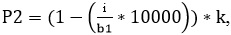 P2 = (1 − (i/b1 * 10000)) * k,